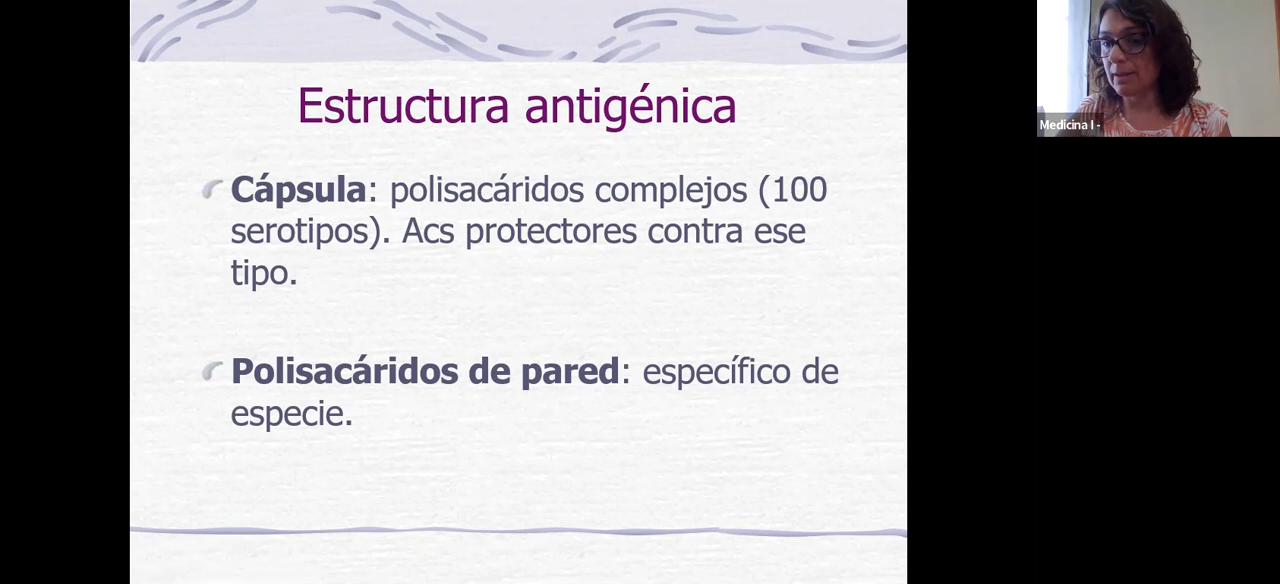 Estructura antigénica
Cápsula: polisacáridos complejos (100
serotipos). Acs protectores contra ese
tipo.
Polisacáridos de pared: específico de
especie.
Medicina I -